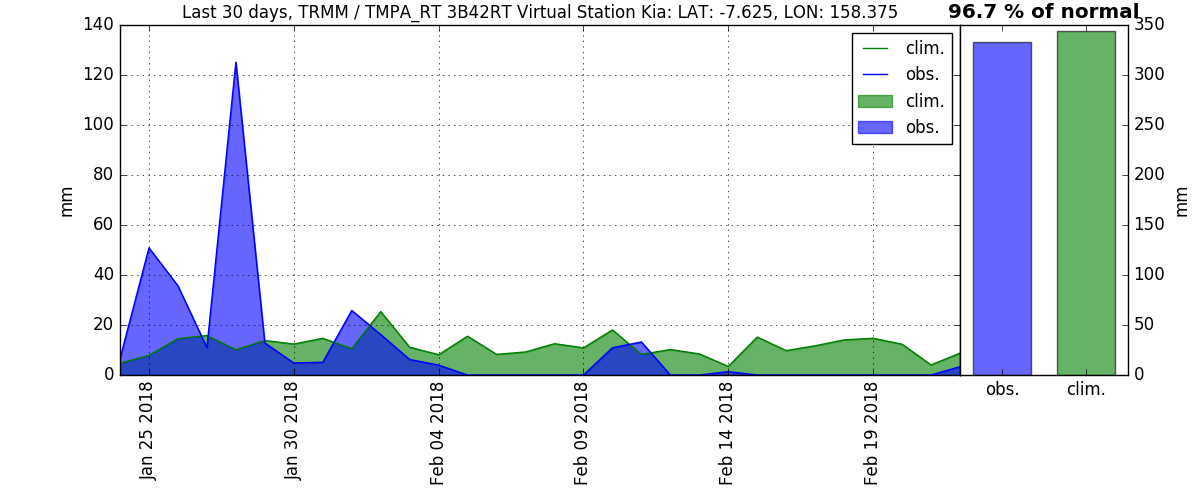 Last 30 days, TRMM / TMPA_RT 3B42RT Virtual Station Kia: LAT: -7.625, LON: 158.375
96.7 % of normal
140
120
100
80
60
40
20
0
mm
clim.
obs.
clim.
obs.
Jan 25 2018
Jan 30 2018
Feb 04 2018
Feb 09 2018
Feb 14 2018
Feb 19 2018
350
300
250
200
150
100
50
0
mm
obs.
clim.